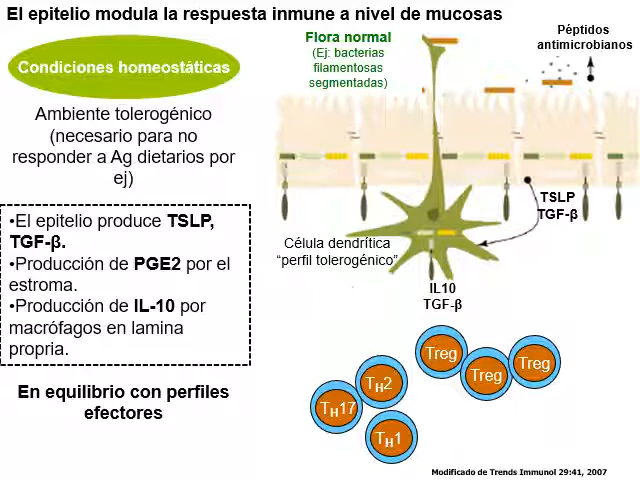 El epitelio modula la respuesta inmune a nivel de mucosas
Condiciones homeostáticas
Ambiente tolerogénico
(necesario para no
responder a Ag dietarios por
ej)
•El epitelio produce TSLP,
TGF-β.
•Producción de PGE2 por el
estroma.
•Producción de IL-10 por
macrófagos en lamina
propria.
En equilibrio con perfiles
efectores
Flora normal
(Ej: bacterias
filamentosas
segmentadas)
Péptidos
antimicrobianos
TSLP
TGF-β
Célula dendrítica
“perfil tolerogénico”
IL10
TGF-β
Treg
Treg
Treg
TH2
TH17
TH1
Modificado de Trends Immunol 29:41, 2007